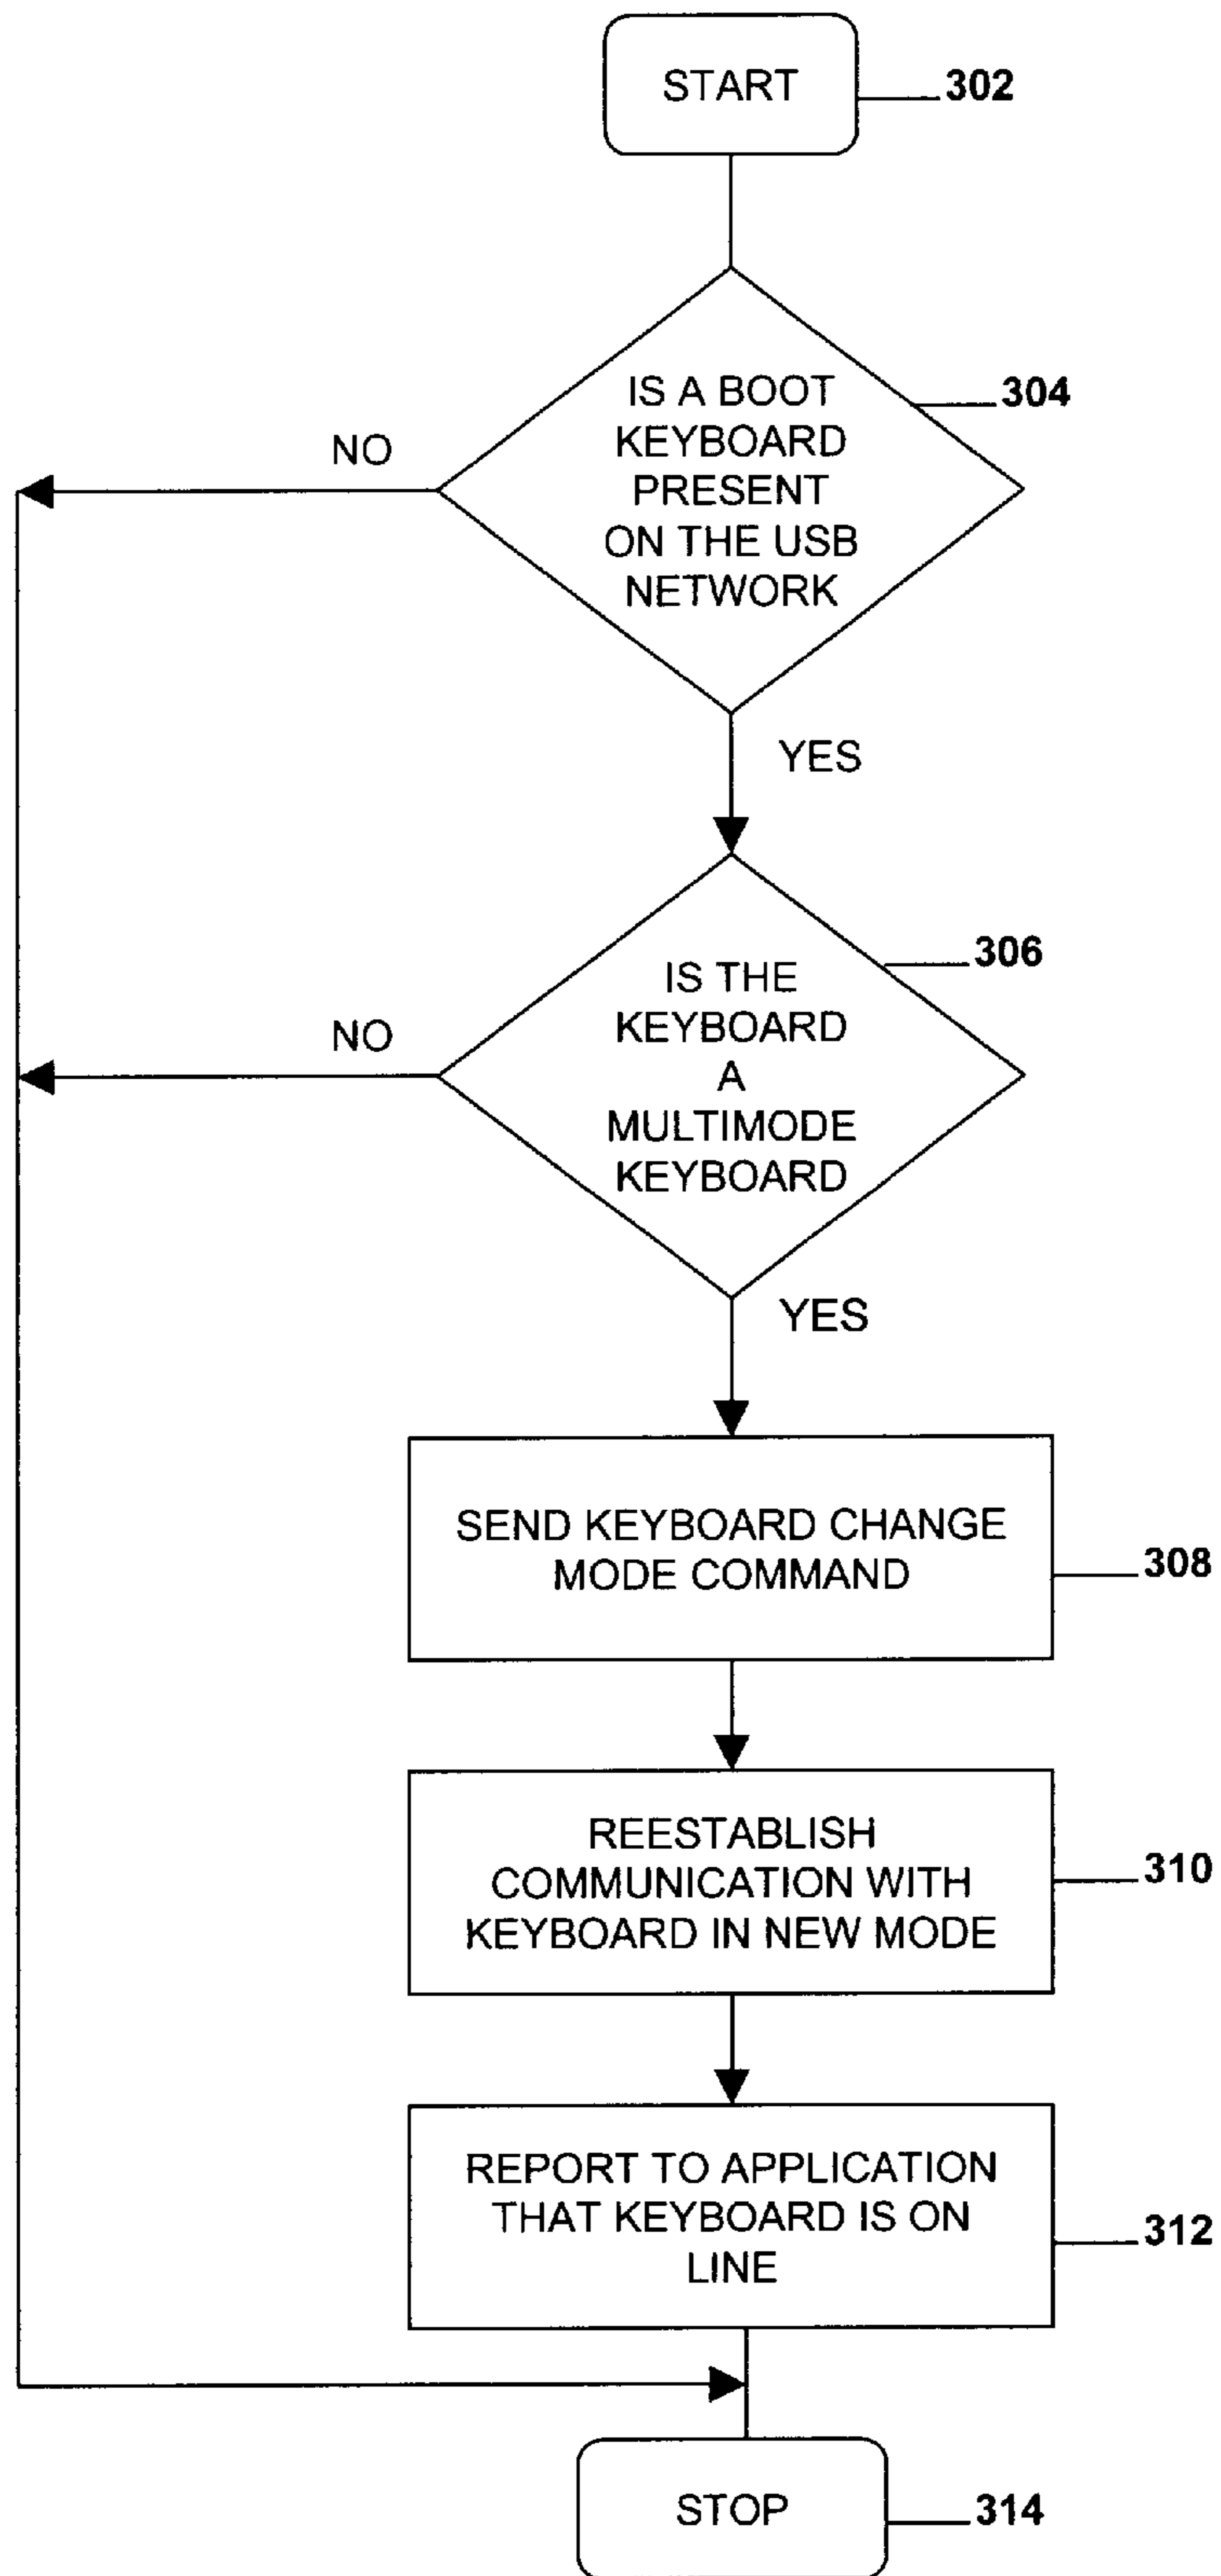 START
302
IS A BOOT
KEYBOARD
PRESENT
ON THE USB
NETWORK
304
NO
YES
IS THE
KEYBOARD
A
MULTIMODE
KEYBOARD
306
NO
YES
SEND KEYBOARD CHANGE
MODE COMMAND
308
REESTABLISH
COMMUNICATION WITH
KEYBOARD IN NEW MODE
310
REPORT TO APPLICATION
THAT KEYBOARD IS ON
LINE
312
STOP
314